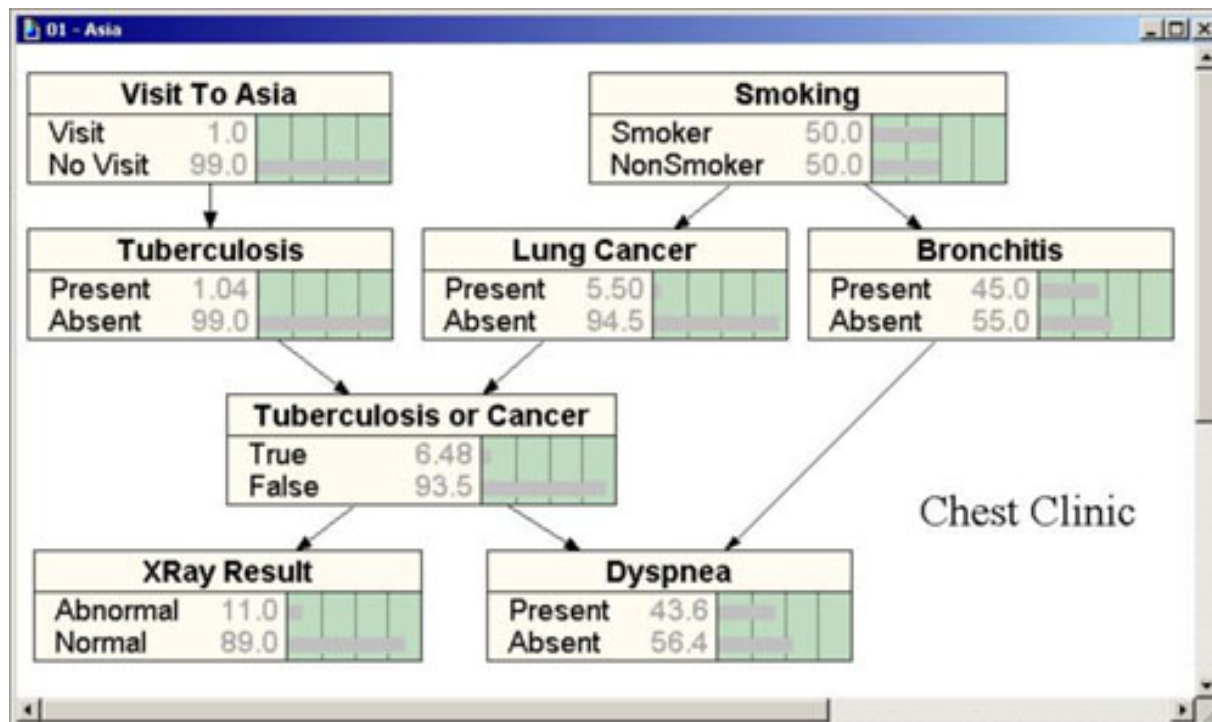 01 - Asia
Visit To Asia
Visit 1.0
No Visit 99.0
Smoking
Smoker 50.0
NonSmoker 50.0
Tuberculosis
Present 1.04
Absent 99.0
Lung Cancer
Present 5.50
Absent 94.5
Bronchitis
Present 45.0
Absent 55.0
Tuberculosis or Cancer
True 6.48
False 93.5
Chest Clinic
XRay Result
Abnormal 11.0
Normal 89.0
Dyspnea
Present 43.6
Absent 56.4